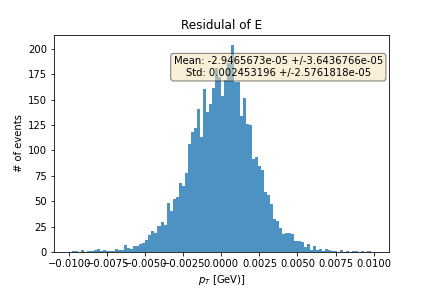 Residulal of E
Mean: -2.9465673e-05 +/-3.6436766e-05
Std: 0.002453196 +/-2.5761818e-05
# of events
200
175
150
125
100
75
50
25
0
−0.0100 −0.0075 −0.0050 −0.0025 0.0000 0.0025 0.0050 0.0075 0.0100
p_T [GeV)]